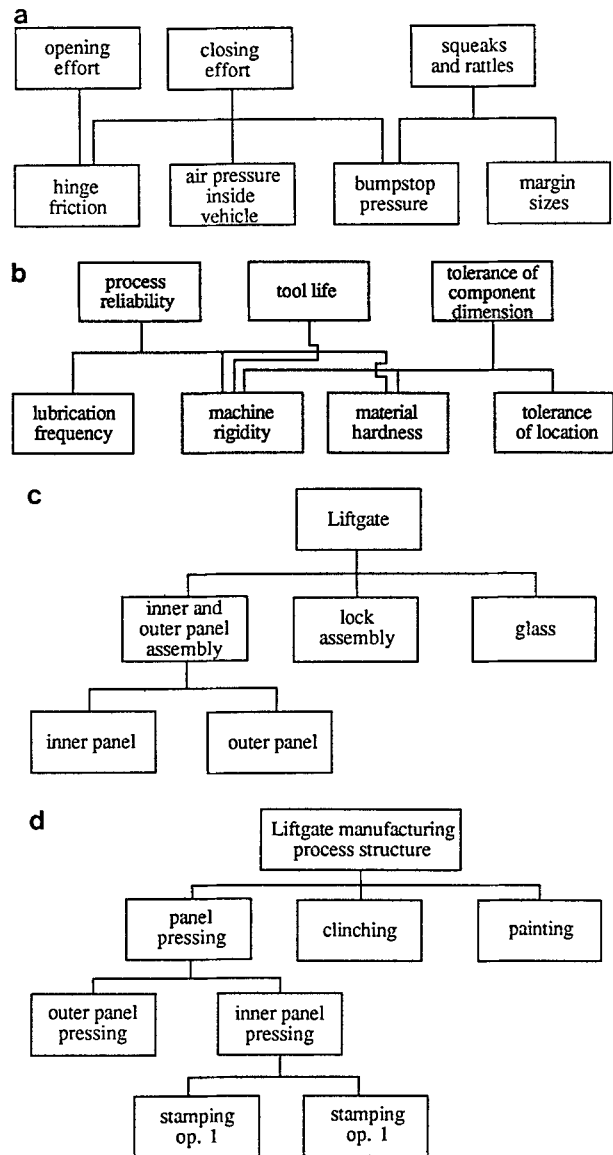 a
opening
effort
closing
effort
squeaks
and rattles
hinge
friction
air pressure
inside
vehicle
bumpstop
pressure
margin
sizes
b
process
reliability
tool life
tolerance of
component
dimension
lubrication
frequency
machine
rigidity
material
hardness
tolerance
of location
c
Liftgate
inner and
outer panel
assembly
lock
assembly
glass
inner panel
outer panel
d
Liftgate manufacturing
process structure
panel
pressing
clinching
painting
outer panel
pressing
inner panel
pressing
stamping
op. 1
stamping
op. 1